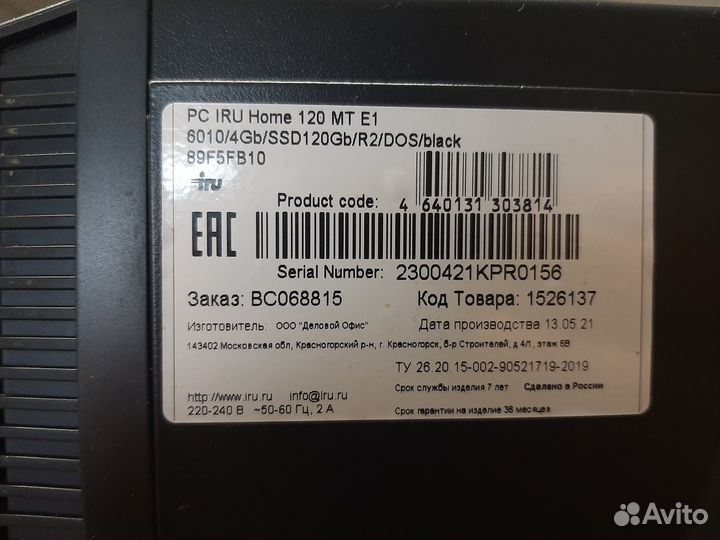 PC IRU Home 120 MT E1
6010/4Gb/SSD120Gb/R2/DOS/black
89F5FB10
iru
Product code: 4 640131 303814
EAC
Serial Number: 2300421KPR0156
Заказ: BC068815 Код Товара: 1526137
Изготовитель: ООО "Деловой Офис" Дата производства 13 05 21
143402 Московская обл, Красногорский р-н, г. Красногорск, б-р Строителей, д 4/1, этаж 8В
ТУ 26.20.15-002-90521719-2019
http://www.iru.ru info@iru.ru Срок службы изделия 7 лет Сделано в России
220-240 В ~50-60 Гц, 2 А Срок гарантии на изделие 36 месяцев
Avito